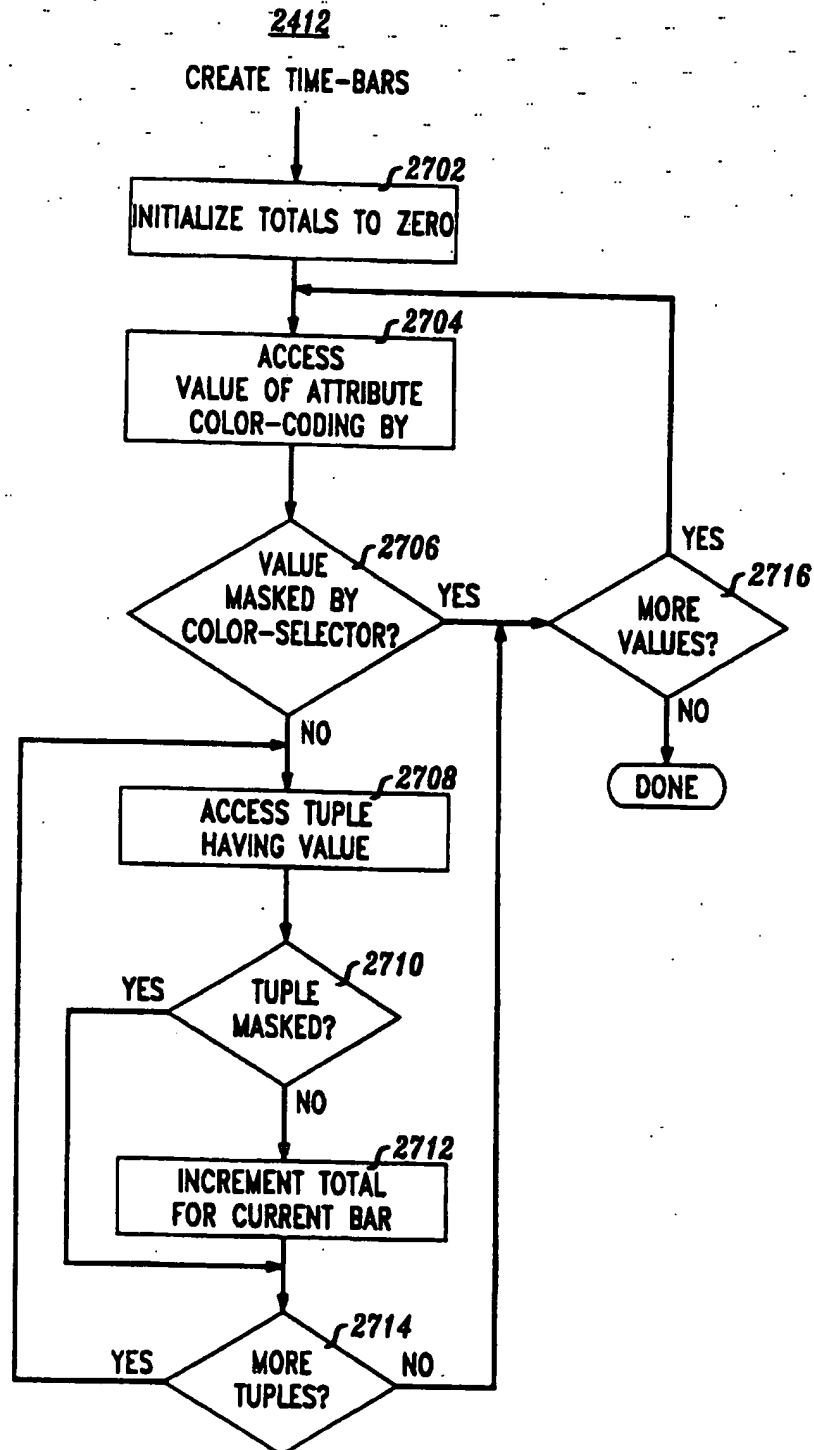 2412
CREATE TIME-BARS
2702
INITIALIZE TOTALS TO ZERO
2704
ACCESS
VALUE OF ATTRIBUTE
COLOR-CODING BY
2706
VALUE
MASKED BY
COLOR-SELECTOR?
YES
NO
YES
2716
MORE
VALUES?
NO
DONE
2708
ACCESS TUPLE
HAVING VALUE
2710
TUPLE
MASKED?
YES
NO
2712
INCREMENT TOTAL
FOR CURRENT BAR
2714
MORE
TUPLES?
YES
NO